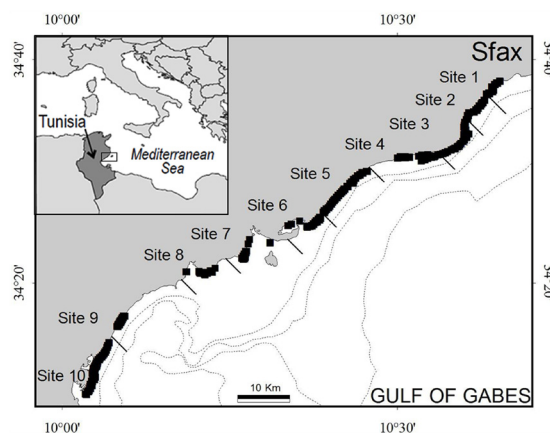 10°00'
10°30'
34°40'
34°40'
Sfax
Site 1
Site 2
Site 3
Site 4
Site 5
Site 6
Site 7
Site 8
Site 9
Site 10
Tunisia
Mediterranean
Sea
34°20'
34°20'
10 Km
GULF OF GABES
10°00'
10°30'